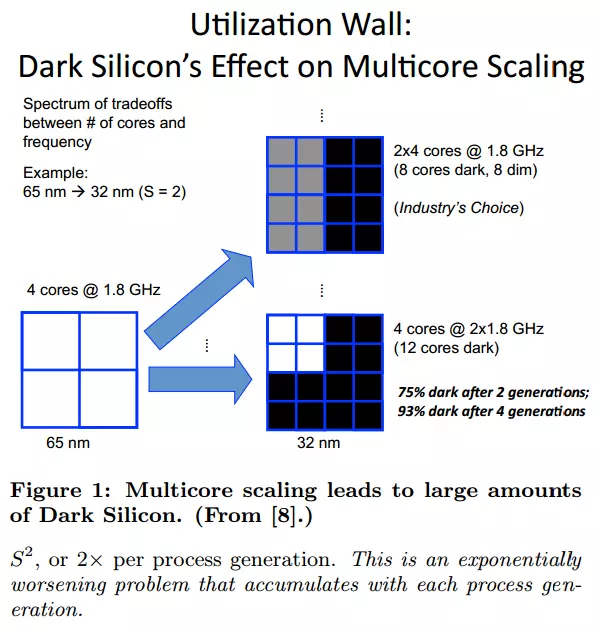 Utilization Wall:
Dark Silicon's Effect on Multicore Scaling
Spectrum of tradeoffs
between # of cores and
frequency
Example:
65 nm → 32 nm (S = 2)
4 cores @ 1.8 GHz
65 nm
2x4 cores @ 1.8 GHz
(8 cores dark, 8 dim)
(Industry's Choice)
4 cores @ 2x1.8 GHz
(12 cores dark)
75% dark after 2 generations;
93% dark after 4 generations
32 nm
Figure 1: Multicore scaling leads to large amounts
of Dark Silicon. (From [8].)
S², or 2× per process generation. This is an exponentially
worsening problem that accumulates with each process gen-
eration.